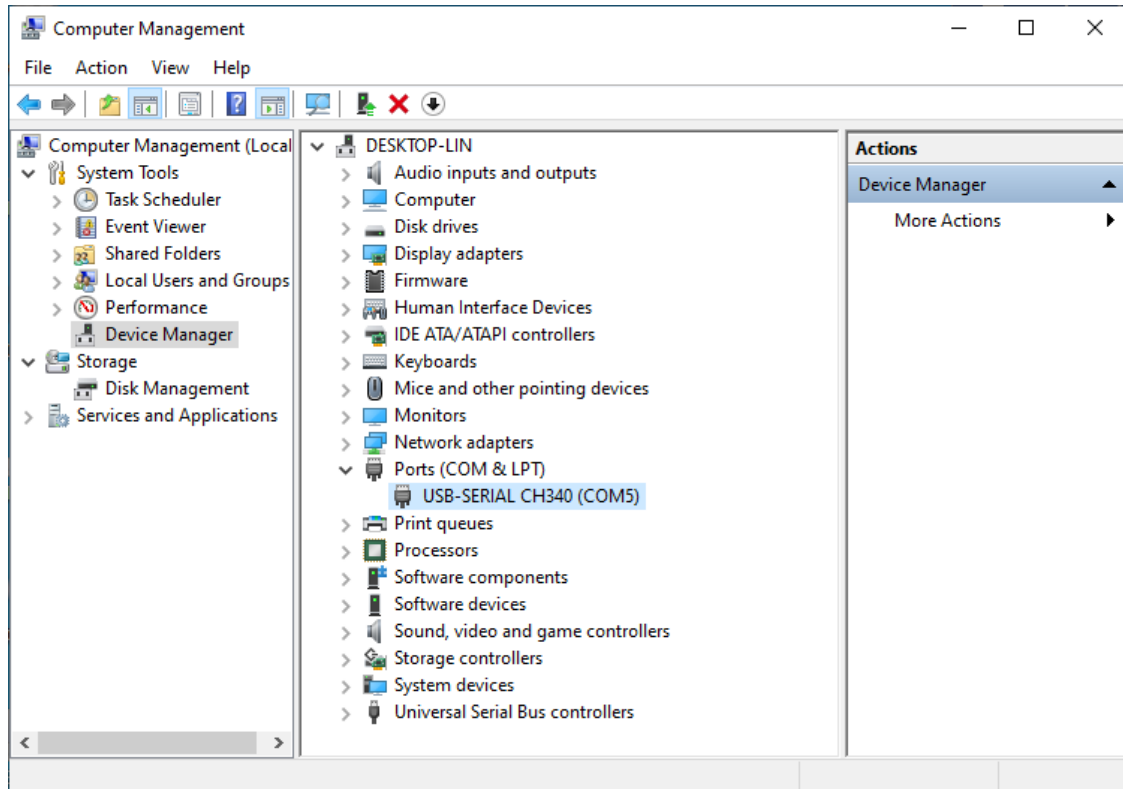 Computer Management
File Action View Help
Computer Management (Local
System Tools
Task Scheduler
Event Viewer
Shared Folders
Local Users and Groups
Performance
Device Manager
Storage
Disk Management
Services and Applications
DESKTOP-LIN
Audio inputs and outputs
Computer
Disk drives
Display adapters
Firmware
Human Interface Devices
IDE ATA/ATAPI controllers
Keyboards
Mice and other pointing devices
Monitors
Network adapters
Ports (COM & LPT)
USB-SERIAL CH340 (COM5)
Print queues
Processors
Software components
Software devices
Sound, video and game controllers
Storage controllers
System devices
Universal Serial Bus controllers
Actions
Device Manager
More Actions